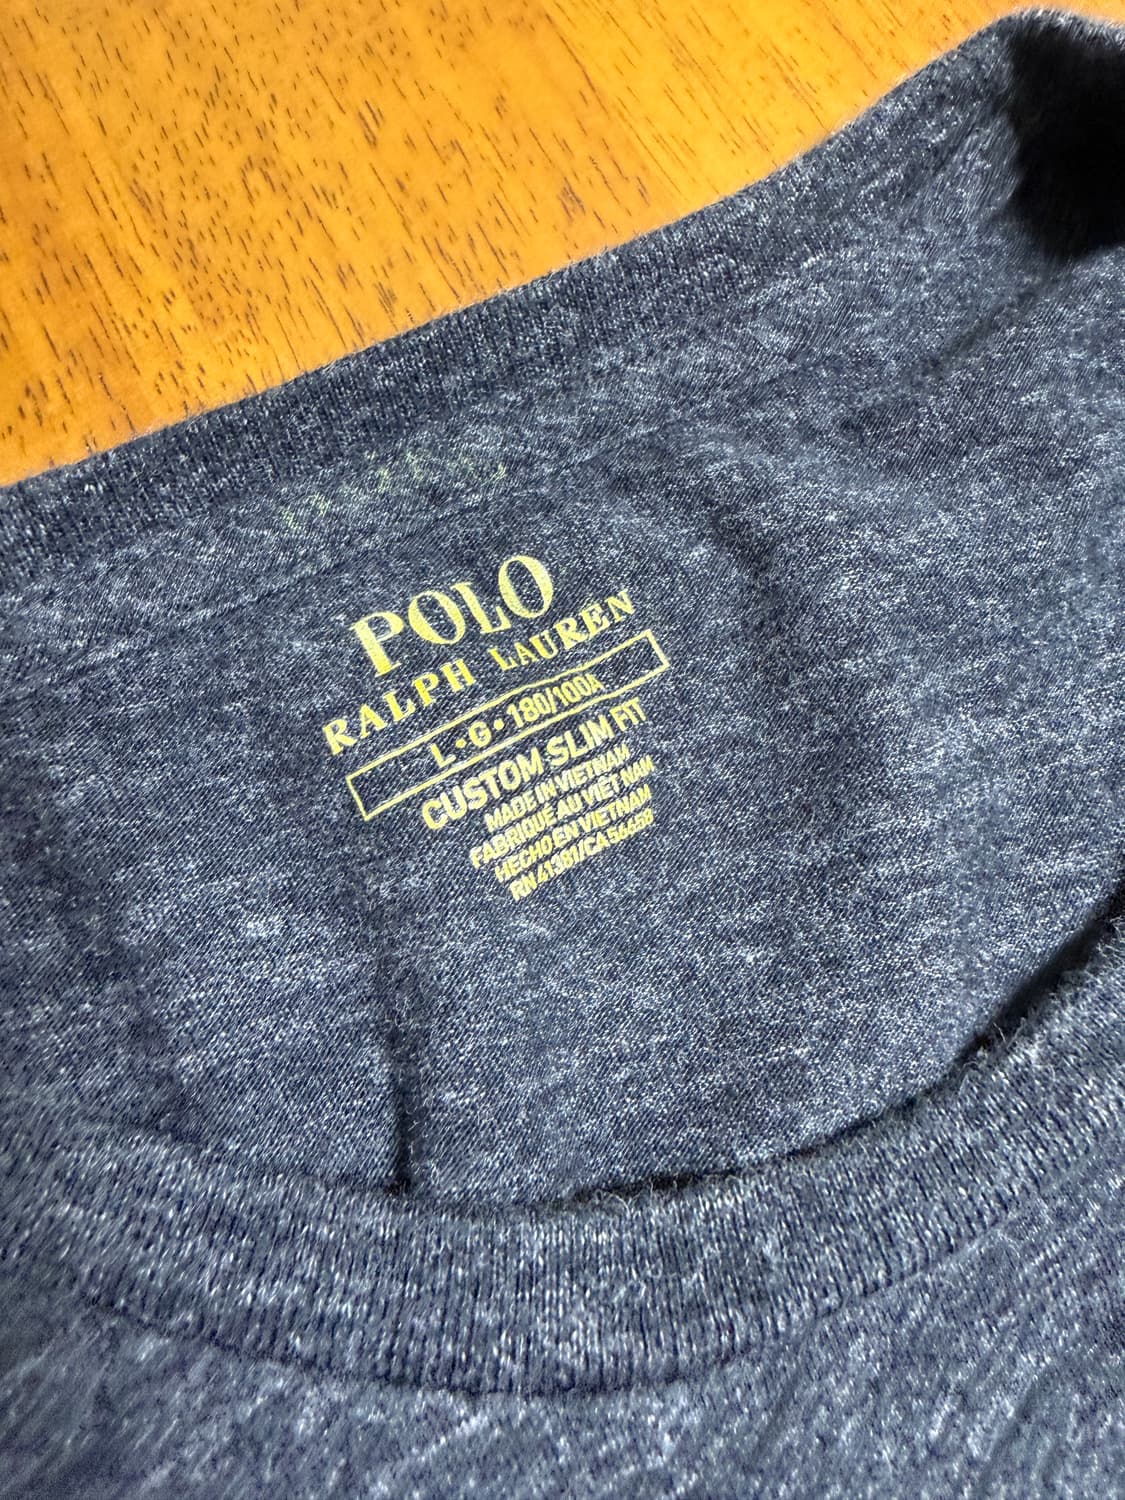 POLO
RALPH LAUREN
L • G • 180/100A
CUSTOM SLIM FIT
MADE IN VIETNAM
FABRIQUE AU VIET NAM
HECHO EN VIETNAM
RN 41381/CA 56658